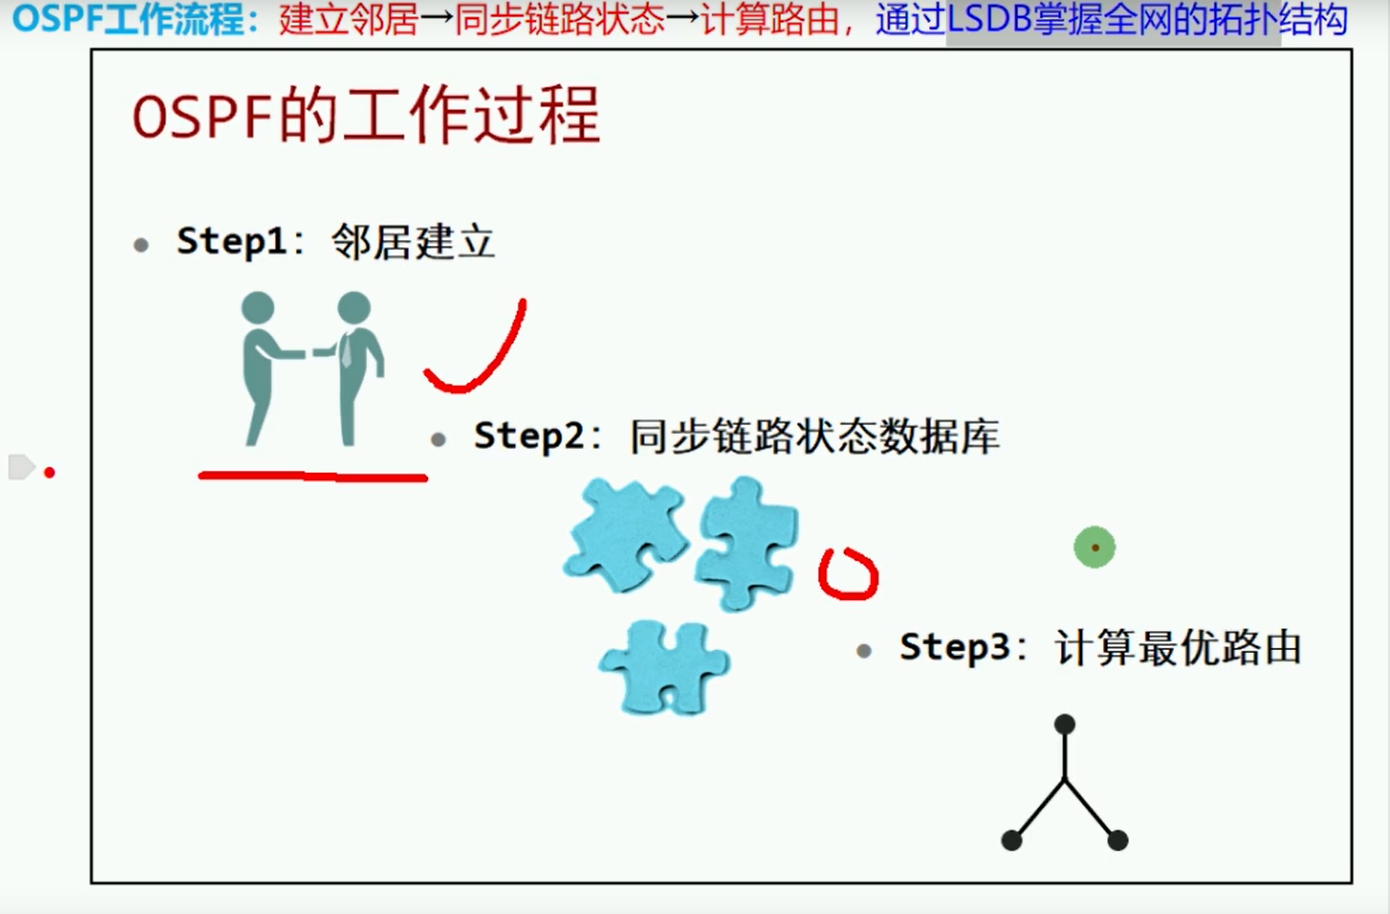 OSPF工作流程：建立邻居→同步链路状态→计算路由，通过LSDB掌握全网的拓扑结构
OSPF的工作过程
• Step1：邻居建立
• Step2：同步链路状态数据库
• Step3：计算最优路由